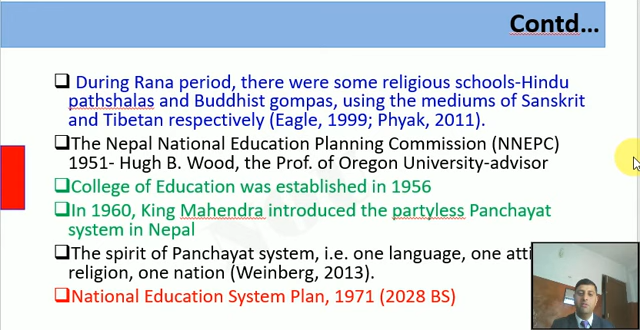 Contd...
During Rana period, there were some religious schools-Hindu
pathshalas and Buddhist gompas, using the mediums of Sanskrit
and Tibetan respectively (Eagle, 1999; Phyak, 2011).
The Nepal National Education Planning Commission (NNEPC)
1951- Hugh B. Wood, the Prof. of Oregon University-advisor
College of Education was established in 1956
In 1960, King Mahendra introduced the partyless Panchayat
system in Nepal
The spirit of Panchayat system, i.e. one language, one
religion, one nation (Weinberg, 2013).
National Education System Plan, 1971 (2028 BS)